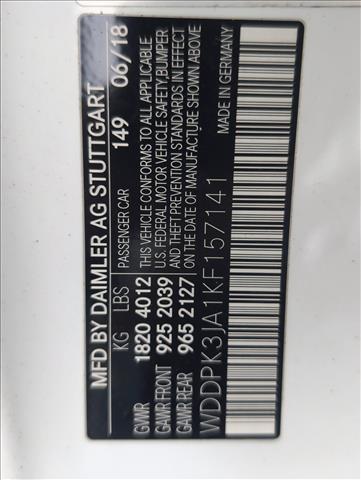 MFD BY DAIMLER AG STUTTGART
PASSENGER CAR 149 06/18
KG LBS
GWWR 1820 4012
GAWR FRONT 925 2039
GAWR REAR 965 2127
THIS VEHICLE CONFORMS TO ALL APPLICABLE
U.S. FEDERAL MOTOR VEHICLE SAFETY/BUMPER
AND THEFT PREVENTION STANDARDS IN EFFECT
ON THE DATE OF MANUFACTURE SHOWN ABOVE
MADE IN GERMANY
WDDPK3JA1KF157141